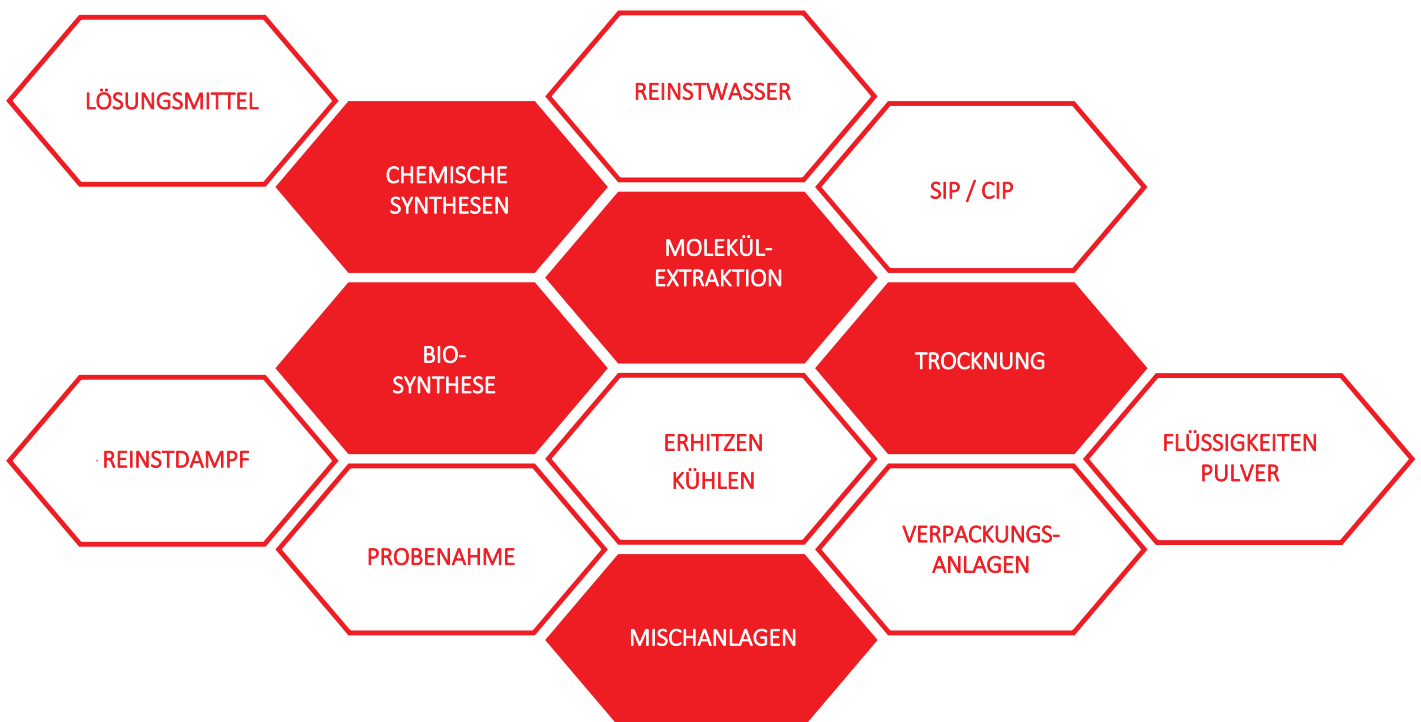 LÖSUNGSMITTEL
REINSTWASSER
CHEMISCHE
SYNTHESEN
SIP / CIP
MOLEKÜL-
EXTRAKTION
BIO-
SYNTHESE
TROCKNUNG
REINSTDAMPF
ERHITZEN
KÜHLEN
FLÜSSIGKEITEN
PULVER
PROBENAHME
VERPACKUNGS-
ANLAGEN
MISCHANLAGEN